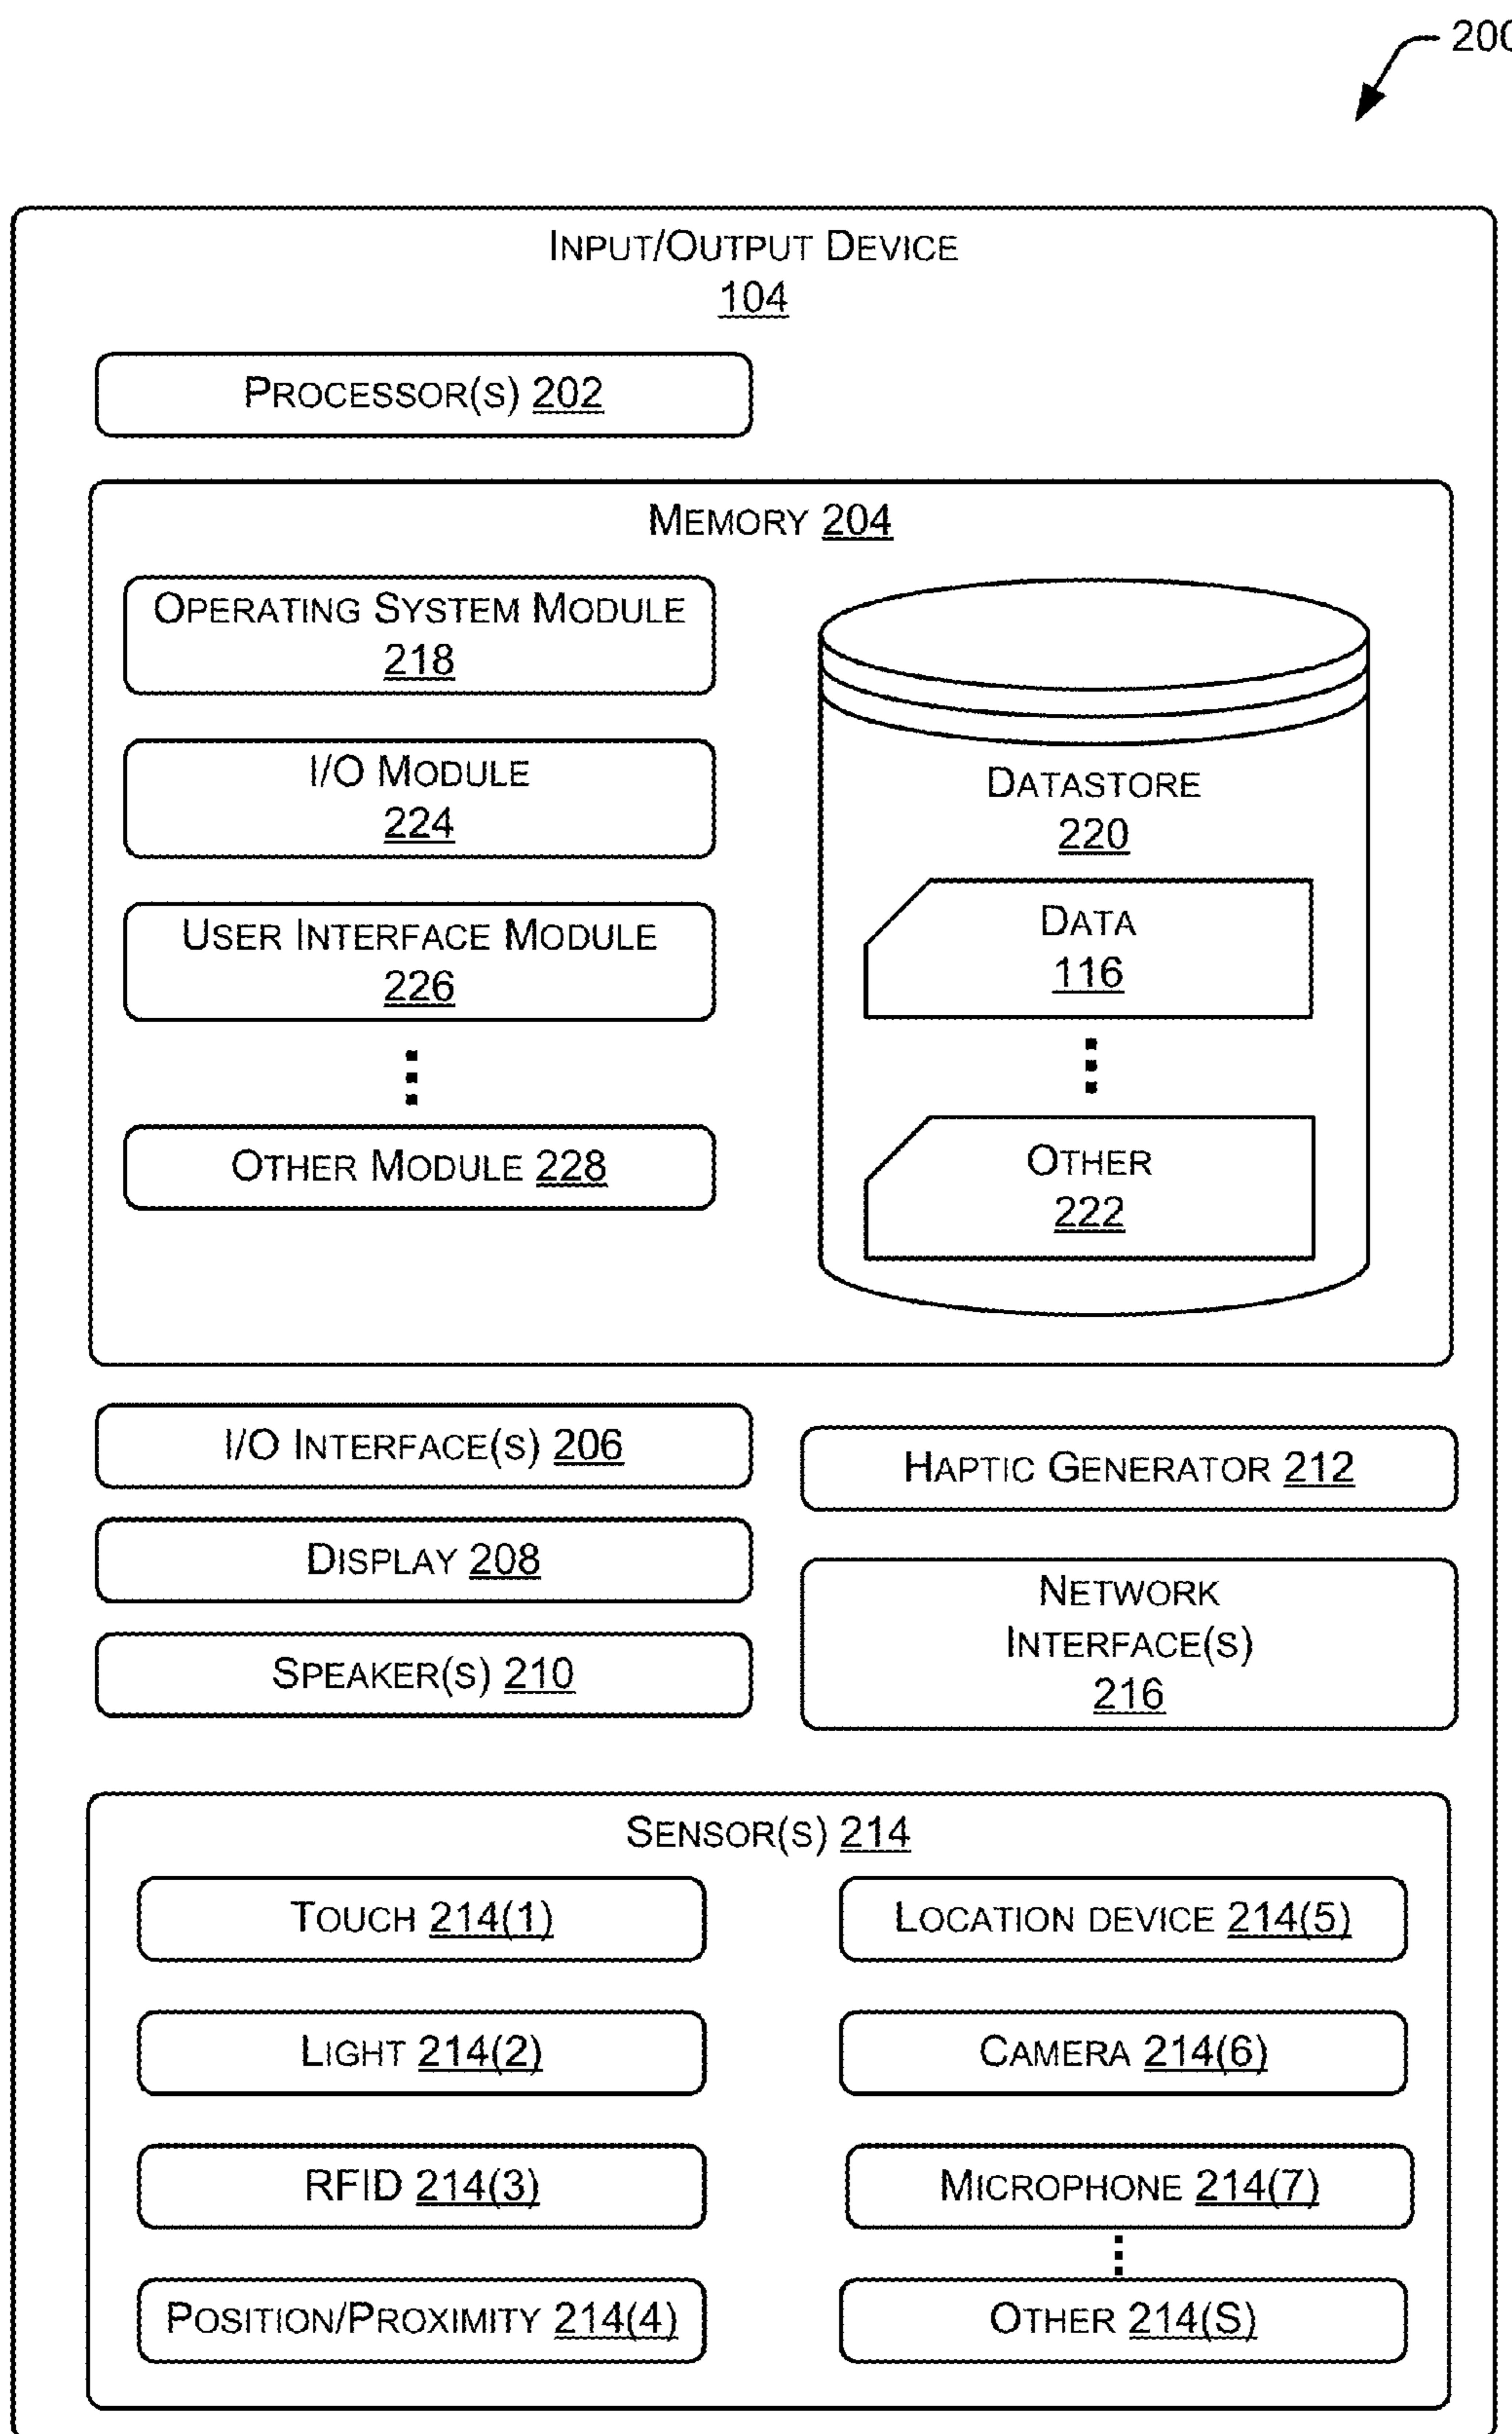 200
INPUT/OUTPUT DEVICE
104
PROCESSOR(S) 202
MEMORY 204
OPERATING SYSTEM MODULE
218
I/O MODULE
224
USER INTERFACE MODULE
226
OTHER MODULE 228
DATASTORE
220
DATA
116
OTHER
222
I/O INTERFACE(S) 206
DISPLAY 208
SPEAKER(S) 210
HAPTIC GENERATOR 212
NETWORK
INTERFACE(S)
216
SENSOR(S) 214
TOUCH 214(1)
LIGHT 214(2)
RFID 214(3)
POSITION/PROXIMITY 214(4)
LOCATION DEVICE 214(5)
CAMERA 214(6)
MICROPHONE 214(7)
OTHER 214(S)